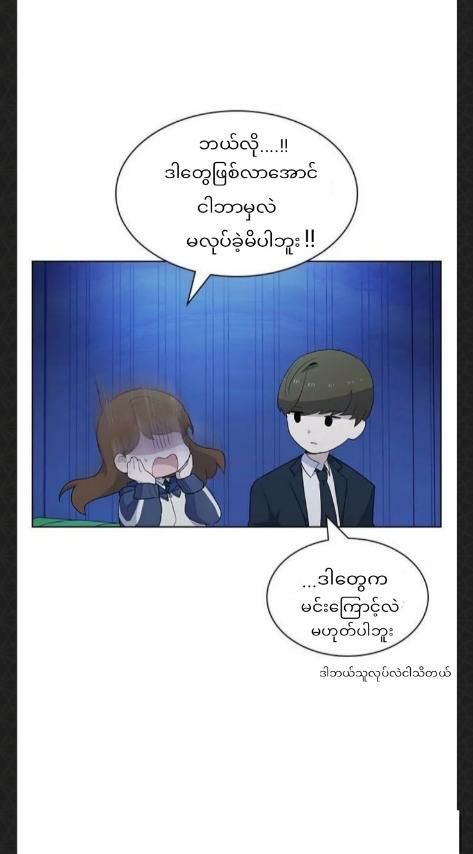 ဘယ်လို....!!
ဒါတွေဖြစ်လာအောင်
ငါဘာမှလဲ
မလုပ်ခဲ့မိပါဘူး!!
...ဒါတွေက
မင်းကြောင့်လဲ
မဟုတ်ပါဘူး
ဒါဘယ်သူလုပ်လဲငါသိတယ်